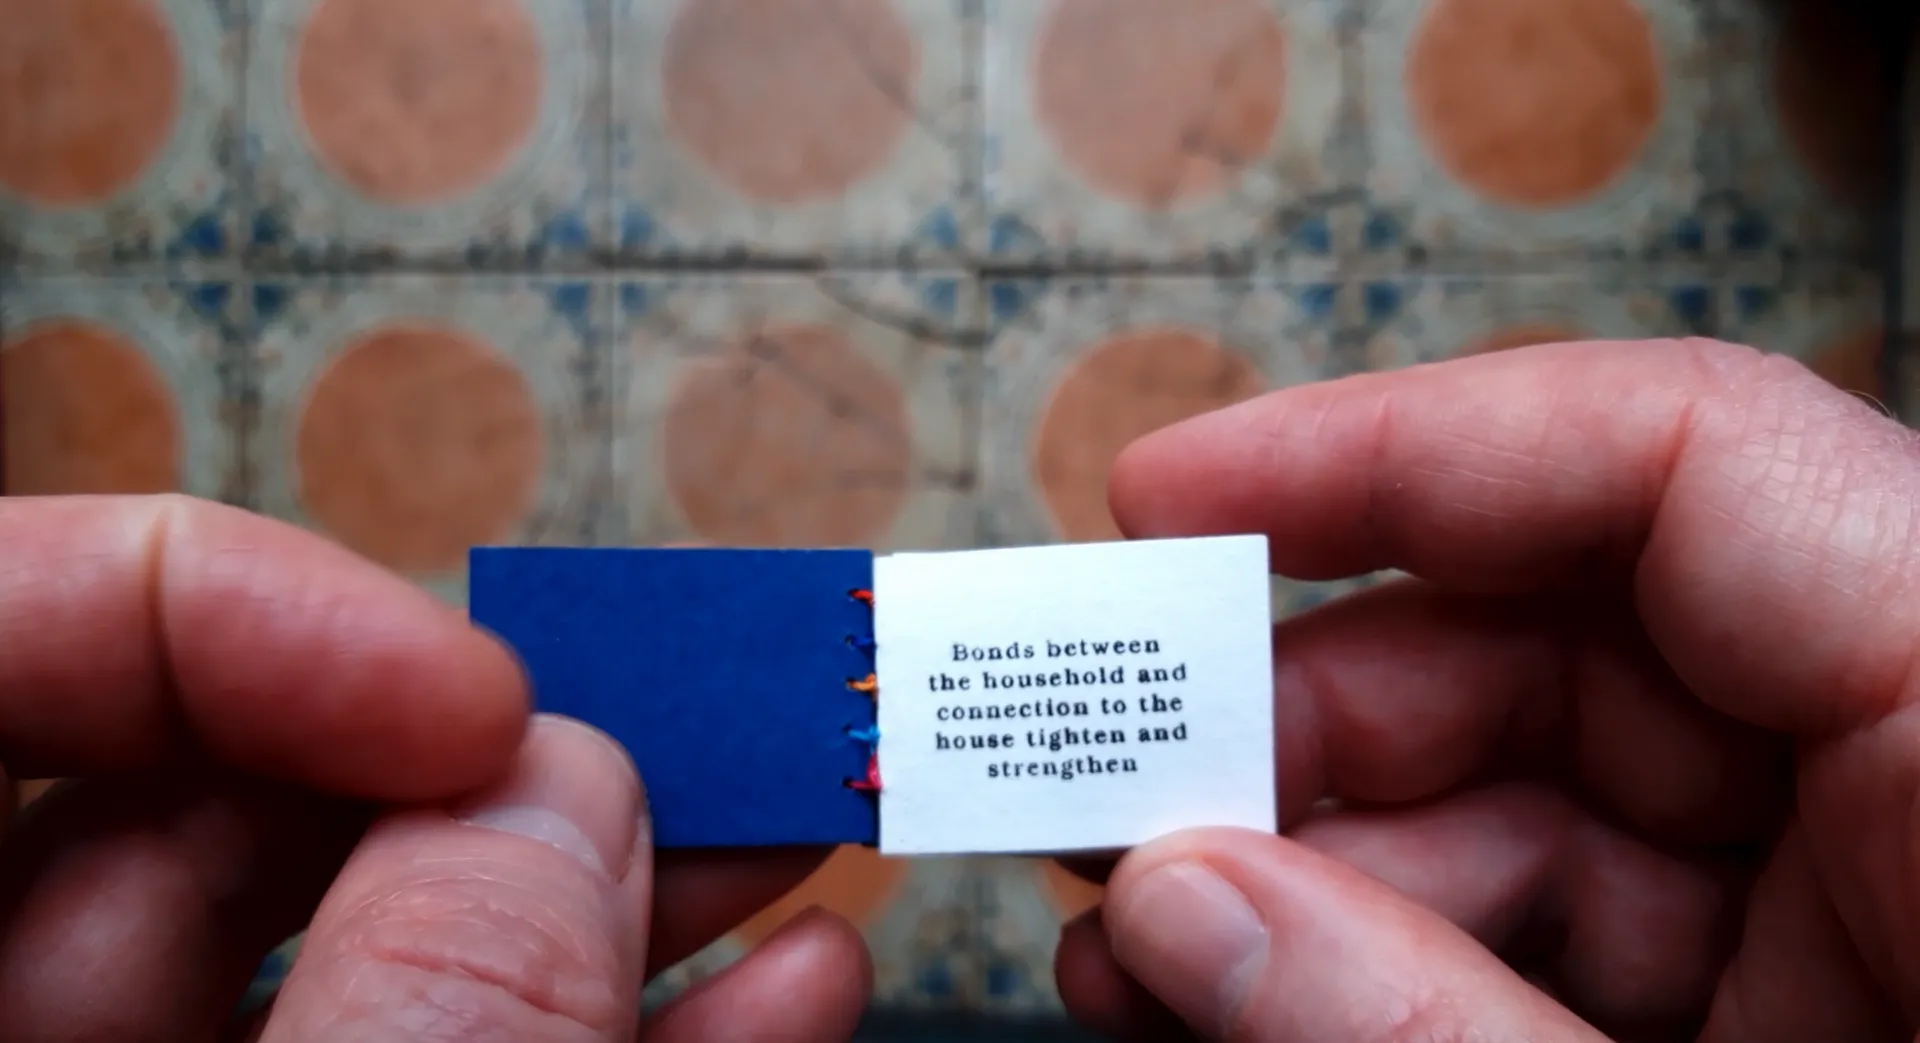 Bonds between
the household and
connection to the
house tighten and
strengthen